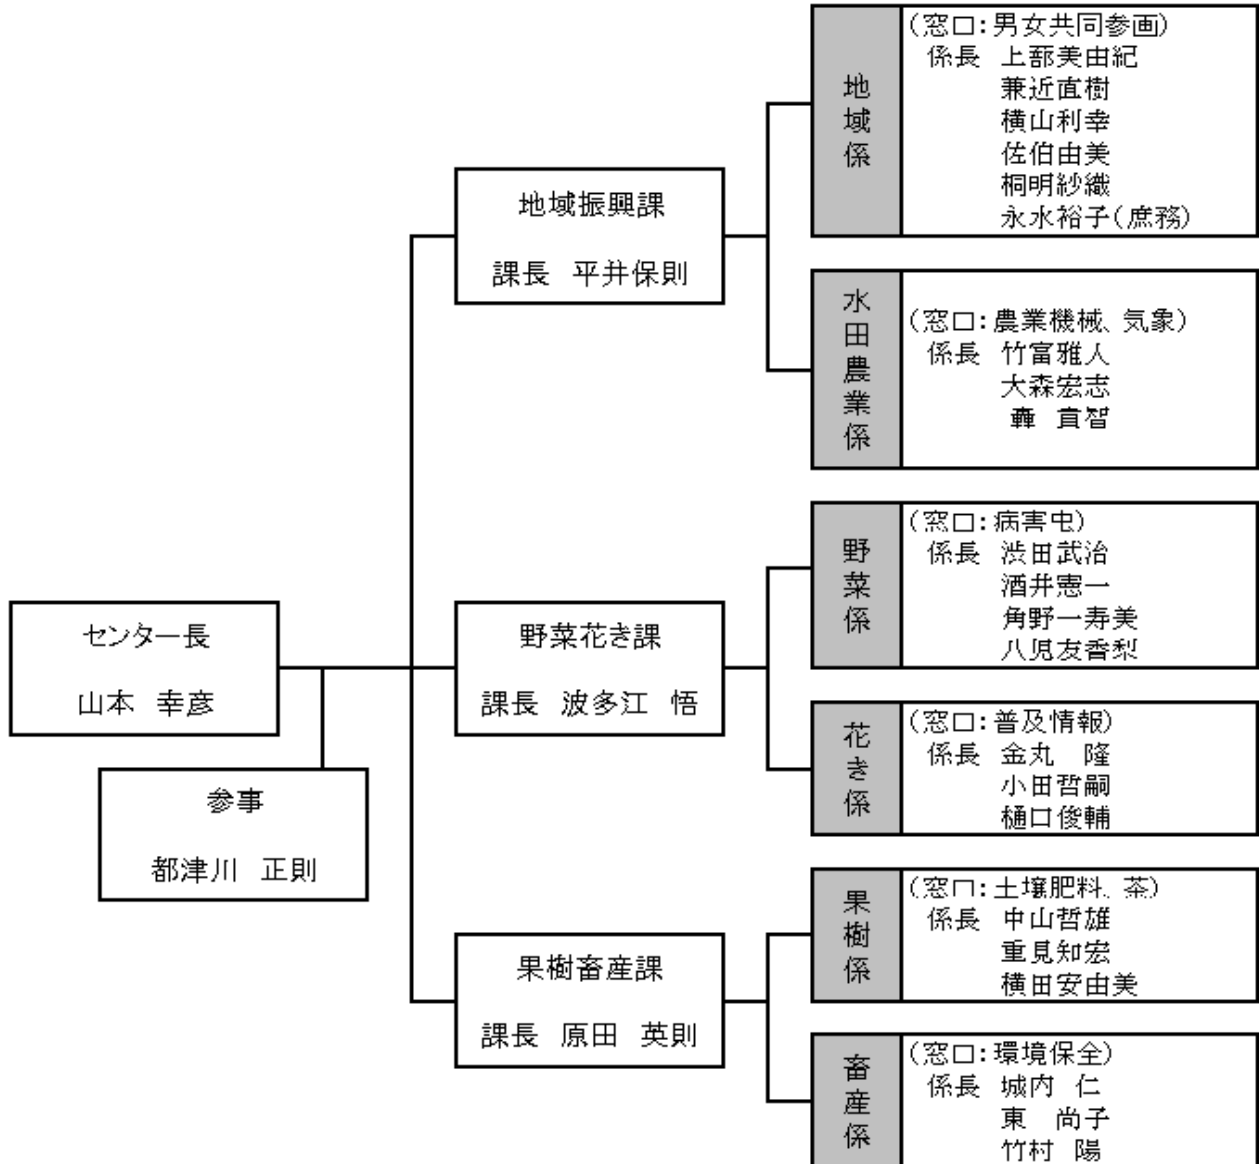 センター長
山本　幸彦
参事
都津川　正則
地域振興課
課長　平井保則
地域係
(窓口:男女共同参画)
係長　上部美由紀
兼近直樹
横山利幸
佐伯由美
桐明紗織
永水裕子(庶務)
水田農業係
(窓口:農業機械、気象)
係長　竹富雅人
大森宏志
轟　智
野菜花き課
課長　波多江　悟
野菜係
(窓口:病害虫)
係長　渋田武治
酒井憲一
角野一寿美
八児友香梨
花き係
(窓口:普及情報)
係長　金丸　隆
小田哲嗣
樋口俊輔
果樹畜産課
課長　原田　英則
果樹係
(窓口:土壌肥料、茶)
係長　中山哲雄
重見知宏
横田安由美
畜産係
(窓口:環境保全)
係長　城内　仁
東　尚子
竹村　陽